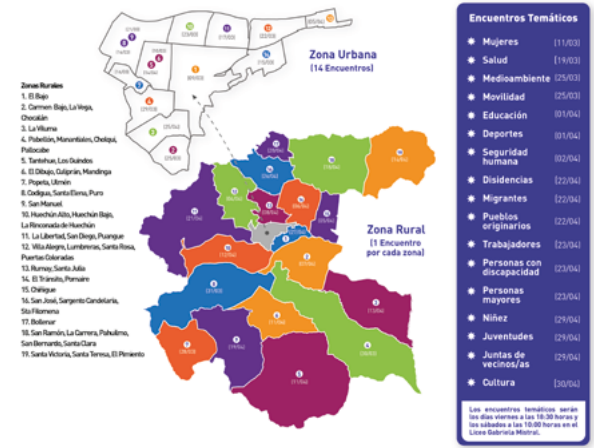 Zona Urbana
(14 Encuentros)
Zonas Rurales
1. El Bajo
2. Carmen Bajo, La Vega,
Chocalán
3. La Viluma
4. Pabellón, Manantiales, Cholqui,
Pallocabe
5. Tantehue, Los Guindos
6. El Dibujo, Culiprán, Mandinga
7. Popeta, Ulmén
8. Codigua, Santa Elena, Puro
9. San Manuel
10. Huechún Alto, Huechún Bajo,
La Rinconada de Huechún
11. La Libertad, San Diego, Puangue
12. Villa Alegre, Lumbreras, Santa Rosa,
Puertas Coloradas
13. Rumay, Santa Julia
14. El Tránsito, Pomaire
15. Chiñigue
16. San José, Sargento Candelaria,
Sta Filomena
17. Bollenar
18. San Ramón, La Carrera, Pahuilmo,
San Bernardo, Santa Clara
19. Santa Victoria, Santa Teresa, El Pimiento
Zona Rural
(1 Encuentro
por cada zona)
Encuentros Temáticos
Mujeres (11/03)
Salud (19/03)
Medioambiente (25/03)
Movilidad (25/03)
Educación (01/04)
Deportes (01/04)
Seguridad
humana (02/04)
Disidencias (22/04)
Migrantes (22/04)
Pueblos
originarios (22/04)
Trabajadores (23/04)
Personas con
discapacidad (23/04)
Personas
mayores (23/04)
Niñez (29/04)
Juventudes (29/04)
Juntas de
vecinos/as (29/04)
Cultura (30/04)
Los encuentros temáticos serán
los días viernes a las 18:30 horas y
los sábados a las 10:00 horas en el
Liceo Gabriela Mistral.